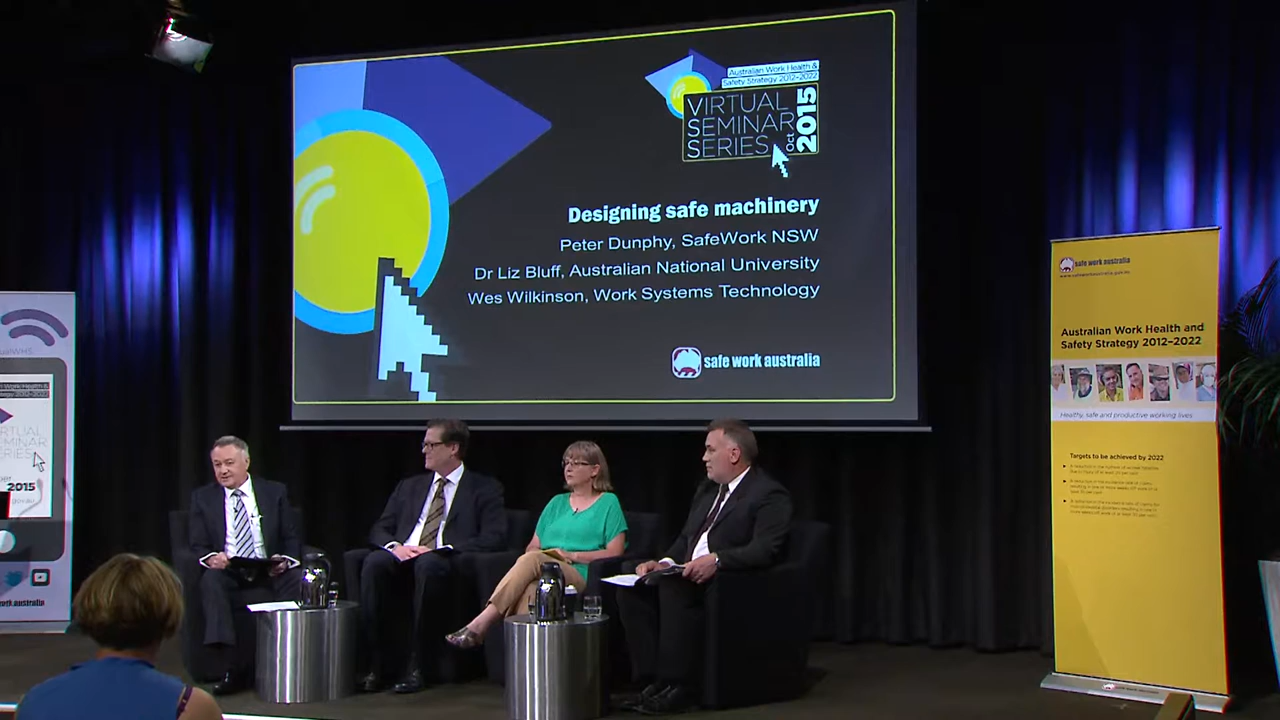 Australian Work Health &
Safety Strategy 2012-2022
VIRTUAL
SEMINAR
SERIES
Oct
2015
Designing safe machinery
Peter Dunphy, SafeWork NSW
Dr Liz Bluff, Australian National University
Wes Wilkinson, Work Systems Technology
safe work australia
safe work australia
Australian Work Health and
Safety Strategy 2012–2022
Healthy, safe and productive working lives
Targets to be achieved by 2022
safe work australia
2015